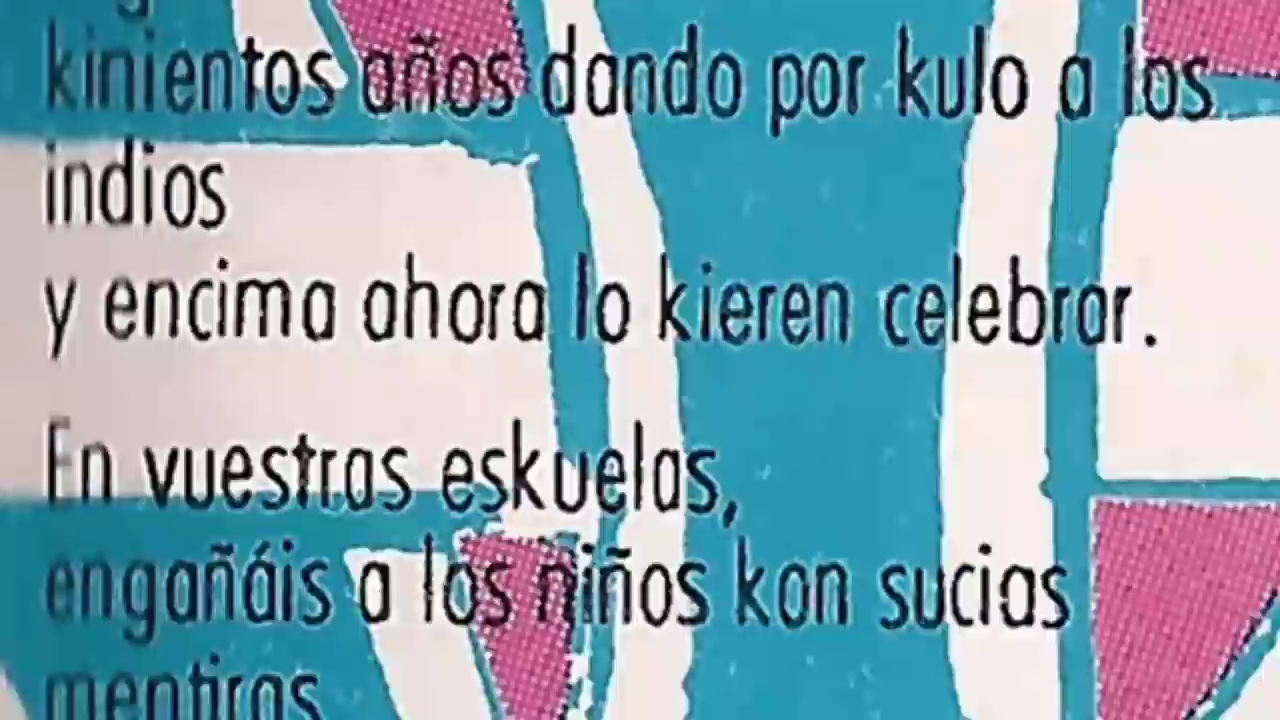 kinientos años dando por kulo a los
indios
y encima ahora lo kieren celebrar.
En vuestras eskuelas,
engañáis a los niños kon sucias
mentiras